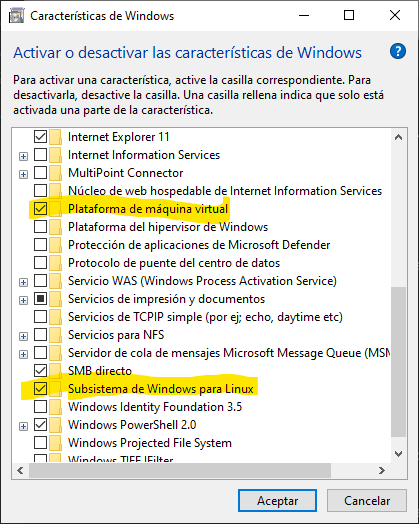 Características de Windows
Activar o desactivar las características de Windows
?
Para activar una característica, active la casilla correspondiente. Para
desactivarla, desactive la casilla. Una casilla rellena indica que solo está
activada una parte de la característica.
Internet Explorer 11
Internet Information Services
MultiPoint Connector
Núcleo de web hospedable de Internet Information Services
Plataforma de máquina virtual
Plataforma del hipervisor de Windows
Protección de aplicaciones de Microsoft Defender
Protocolo de puente del centro de datos
Servicio WAS (Windows Process Activation Service)
Servicios de impresión y documentos
Servicios de TCPIP simple (por ej; echo, daytime etc)
Servicios para NFS
Servidor de cola de mensajes Microsoft Message Queue (MSM
SMB directo
Subsistema de Windows para Linux
Windows Identity Foundation 3.5
Windows PowerShell 2.0
Windows Projected File System
Windows TIFF IFilter
Aceptar
Cancelar